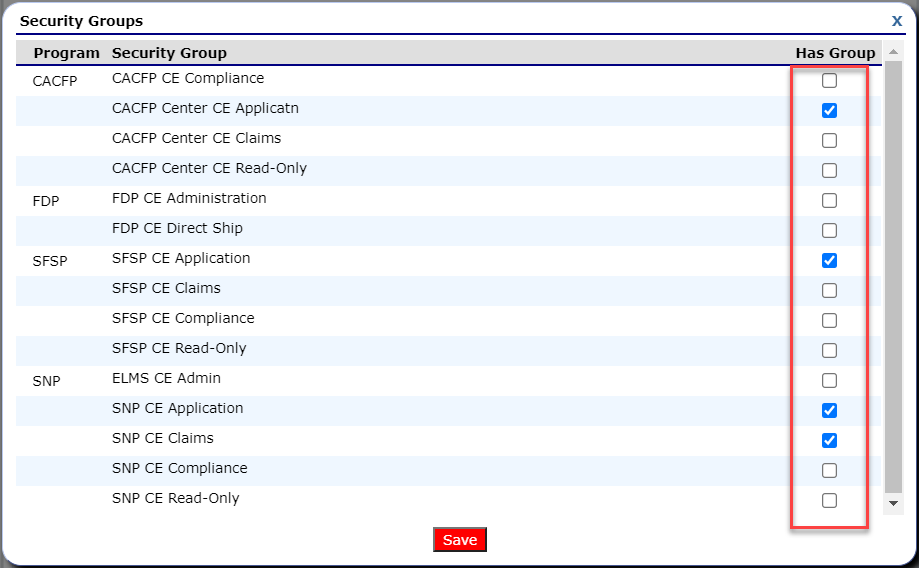 Security Groups X
Program Security Group Has Group
CACFP CACFP CE Compliance
CACFP Center CE Applicatn
CACFP Center CE Claims
CACFP Center CE Read-Only
FDP FDP CE Administration
FDP CE Direct Ship
SFSP SFSP CE Application
SFSP CE Claims
SFSP CE Compliance
SFSP CE Read-Only
SNP ELMS CE Admin
SNP CE Application
SNP CE Claims
SNP CE Compliance
SNP CE Read-Only
Save